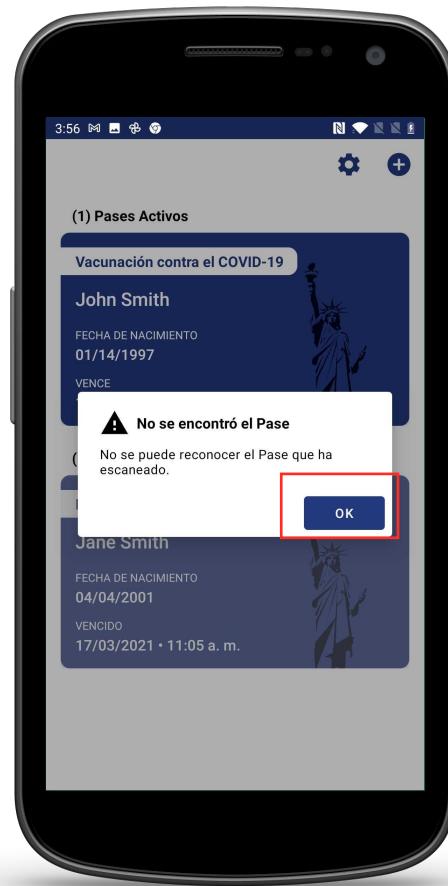 3:56
(1) Pases Activos
Vacunación contra el COVID-19
John Smith
FECHA DE NACIMIENTO
01/14/1997
VENCE
No se encontró el Pase
No se puede reconocer el Pase que ha
escaneado.
OK
Jane Smith
FECHA DE NACIMIENTO
04/04/2001
VENCIDO
17/03/2021 • 11:05 a. m.